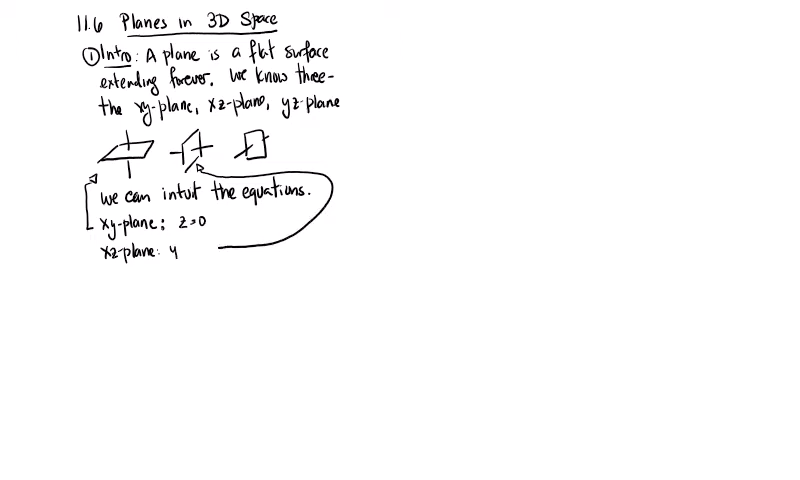 11.6 Planes in 3D Space
① Intro: A plane is a flat surface
extending forever. We know three-
the xy-plane, xz-plane, yz-plane
We can intuit the equations.
xy-plane: z=0
xz-plane: y